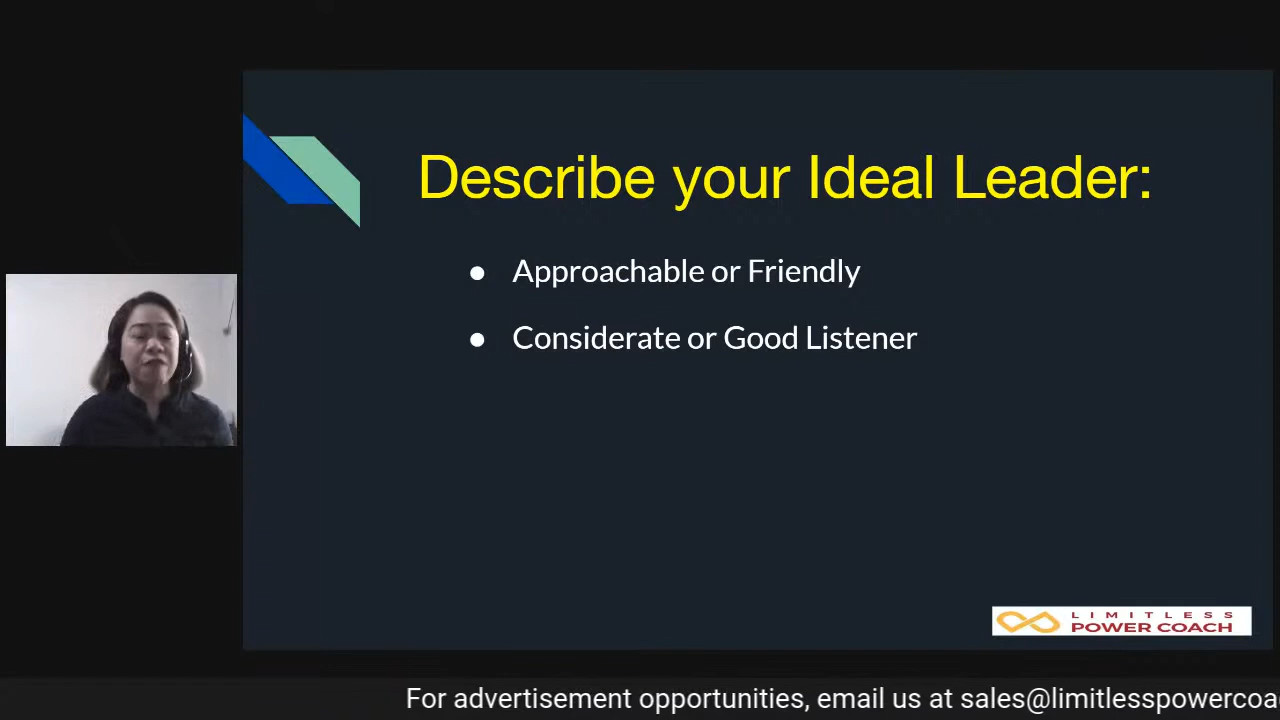 Describe your Ideal Leader:
● Approachable or Friendly
● Considerate or Good Listener
LIMITLESS
POWER COACH
For advertisement opportunities, email us at sales@limitlesspowercoa